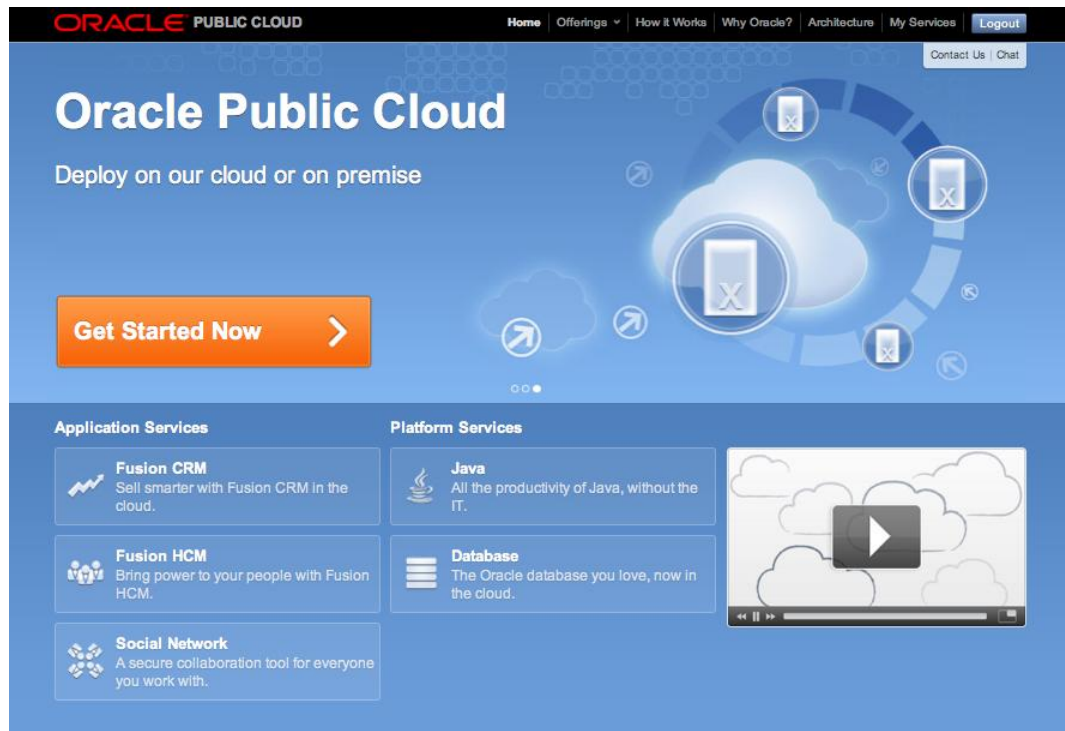 ORACLE PUBLIC CLOUD
Home Offerings How it Works Why Oracle? Architecture My Services Logout
Contact Us | Chat
Oracle Public Cloud
Deploy on our cloud or on premise
X
X
X
X
Get Started Now
Application Services
Fusion CRM
Sell smarter with Fusion CRM in the
cloud.
Fusion HCM
Bring power to your people with Fusion
HCM.
Social Network
A secure collaboration tool for everyone
you work with.
Platform Services
Java
All the productivity of Java, without the
IT.
Database
The Oracle database you love, now in
the cloud.